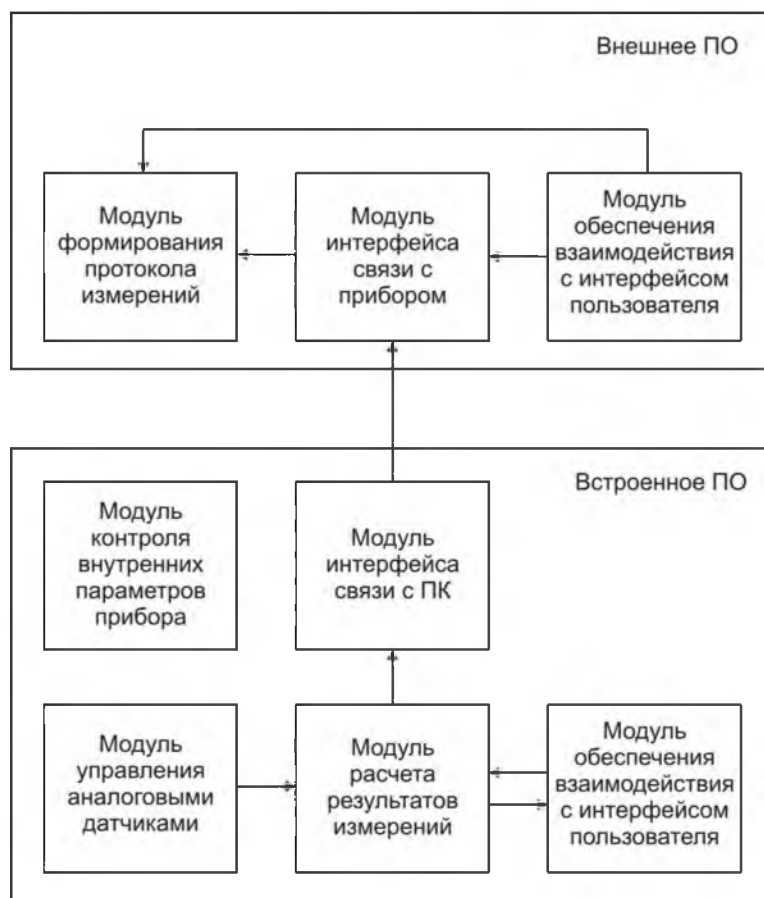 Внешнее ПО
Модуль
формирования
протокола
измерений
Модуль
интерфейса
связи с
прибором
Модуль
обеспечения
взаимодействия
с интерфейсом
пользователя
Встроенное ПО
Модуль
контроля
внутренних
параметров
прибора
Модуль
интерфейса
связи с ПК
Модуль
управления
аналоговыми
датчиками
Модуль
расчета
результатов
измерений
Модуль
обеспечения
взаимодействия
с интерфейсом
пользователя